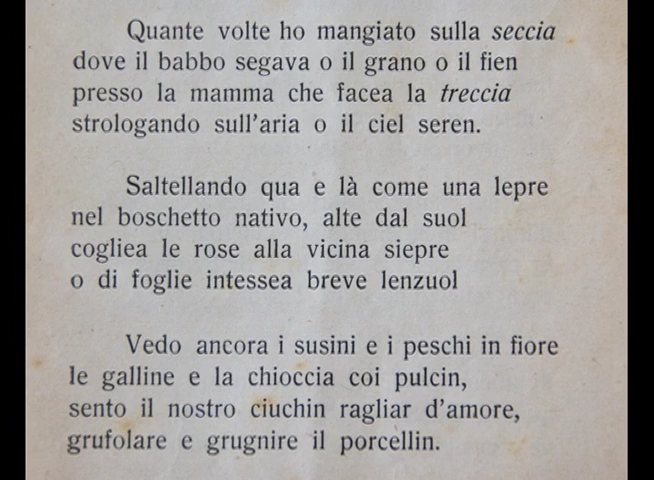 Quante volte ho mangiato sulla seccia
dove il babbo segava o il grano o il fien
presso la mamma che facea la treccia
strologando sull'aria o il ciel seren.
Saltellando qua e là come una lepre
nel boschetto nativo, alte dal suol
cogliea le rose alla vicina siepre
o di foglie intessea breve lenzuol
Vedo ancora i susini e i peschi in fiore
le galline e la chioccia coi pulcin,
sento il nostro ciuchin ragliar d'amore,
grufolare e grugnire il porcellin.